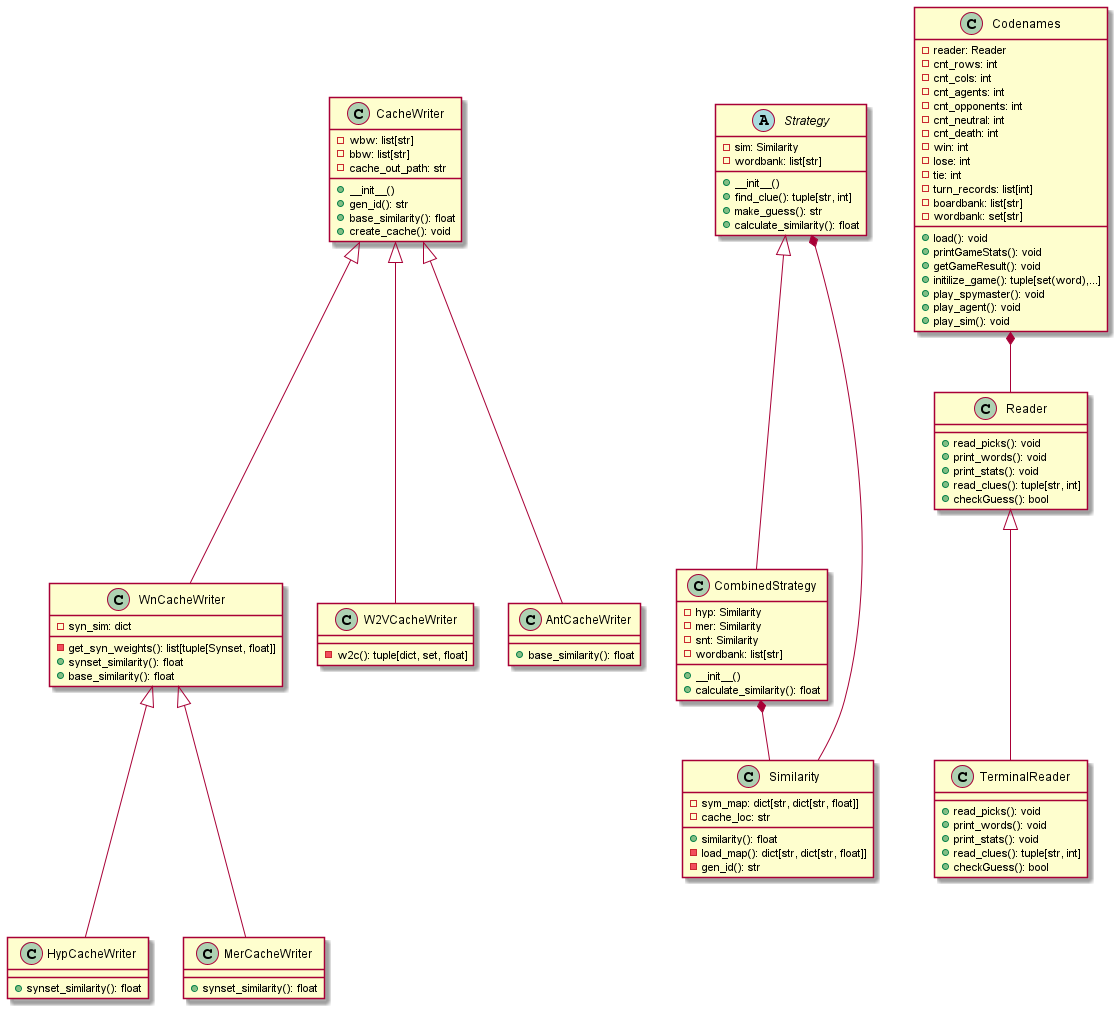 C Codenames
reader: Reader
cnt_rows: int
cnt_cols: int
cnt_agents: int
cnt_opponents: int
cnt_neutral: int
cnt_death: int
win: int
lose: int
tie: int
turn_records: list[int]
boardbank: list[str]
wordbank: set[str]
load(): void
printGameStats(): void
getGameResult(): void
initilize_game(): tuple[set(word),...]
play_spymaster(): void
play_agent(): void
play_sim(): void
C CacheWriter
wbw: list[str]
bbw: list[str]
cache_out_path: str
__init__()
gen_id(): str
base_similarity(): float
create_cache(): void
A Strategy
sim: Similarity
wordbank: list[str]
__init__()
find_clue(): tuple[str, int]
make_guess(): str
calculate_similarity(): float
C Reader
read_picks(): void
print_words(): void
print_stats(): void
read_clues(): tuple[str, int]
checkGuess(): bool
C WnCacheWriter
syn_sim: dict
get_syn_weights(): list[tuple[Synset, float]]
synset_similarity(): float
base_similarity(): float
C W2VCacheWriter
w2c(): tuple[dict, set, float]
C AntCacheWriter
base_similarity(): float
C CombinedStrategy
hyp: Similarity
mer: Similarity
snt: Similarity
wordbank: list[str]
__init__()
calculate_similarity(): float
C Similarity
sym_map: dict[str, dict[str, float]]
cache_loc: str
similarity(): float
load_map(): dict[str, dict[str, float]]
gen_id(): str
C TerminalReader
read_picks(): void
print_words(): void
print_stats(): void
read_clues(): tuple[str, int]
checkGuess(): bool
C HypCacheWriter
synset_similarity(): float
C MerCacheWriter
synset_similarity(): float